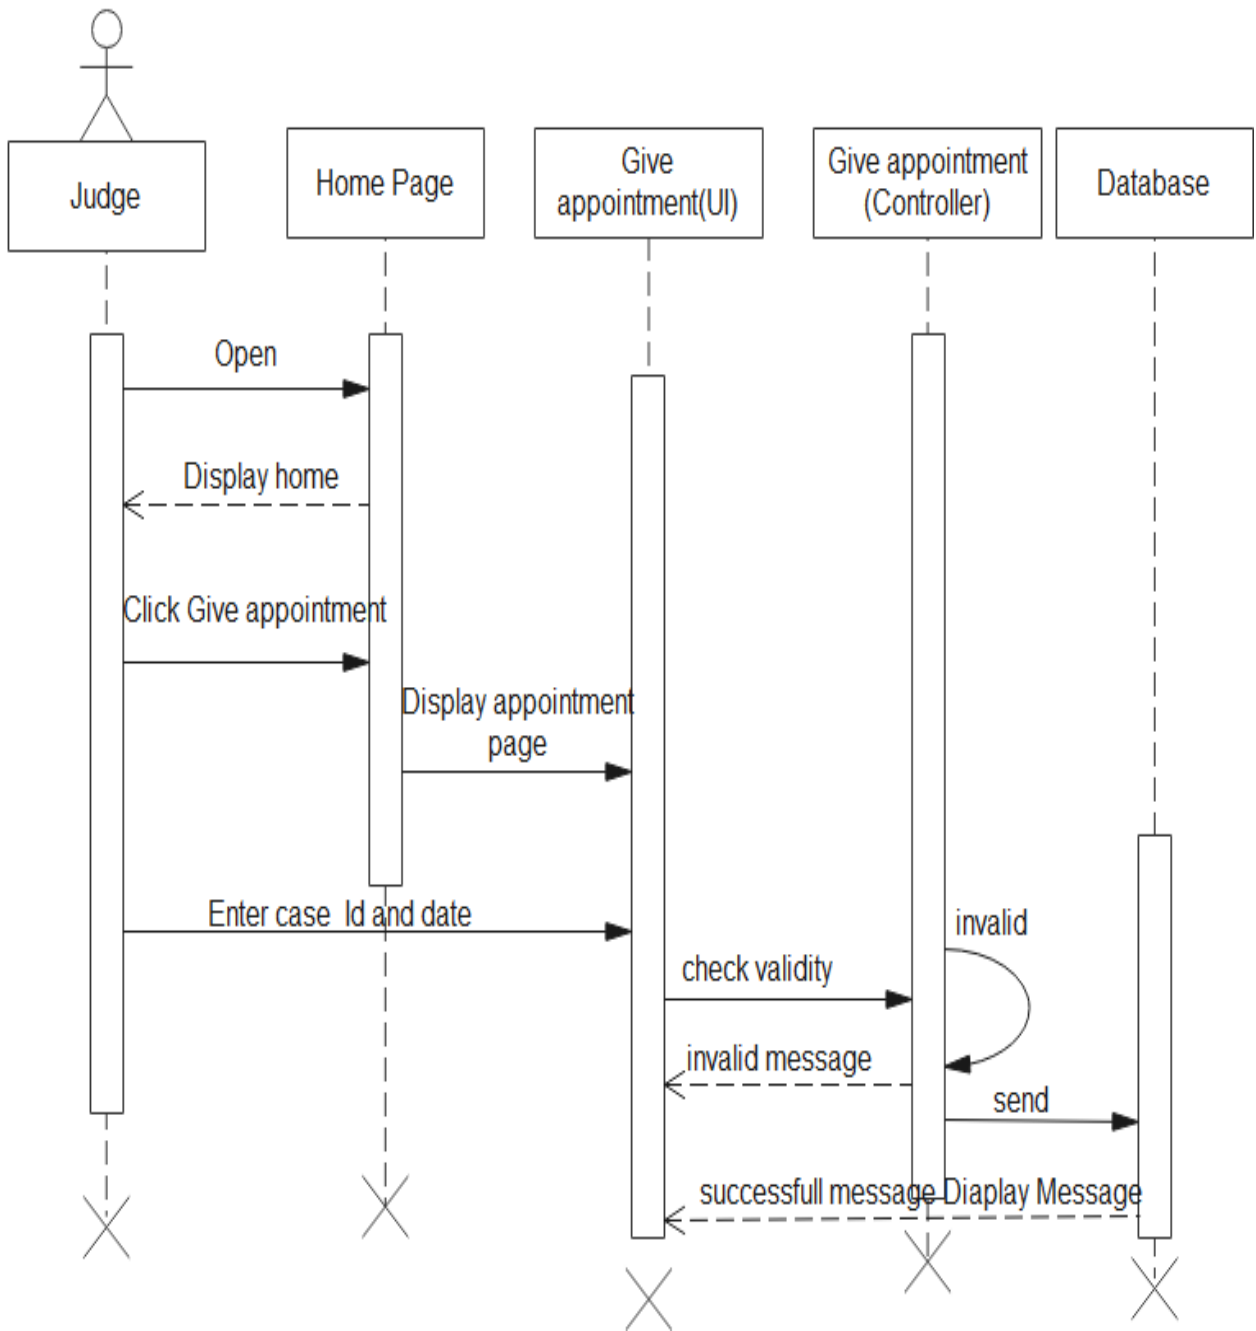 Judge
Home Page
Give
appointment(UI)
Give appointment
(Controller)
Database
Open
Display home
Click Give appointment
Display appointment
page
Enter case Id and date
invalid
check validity
invalid message
send
successfull message Diaplay Message